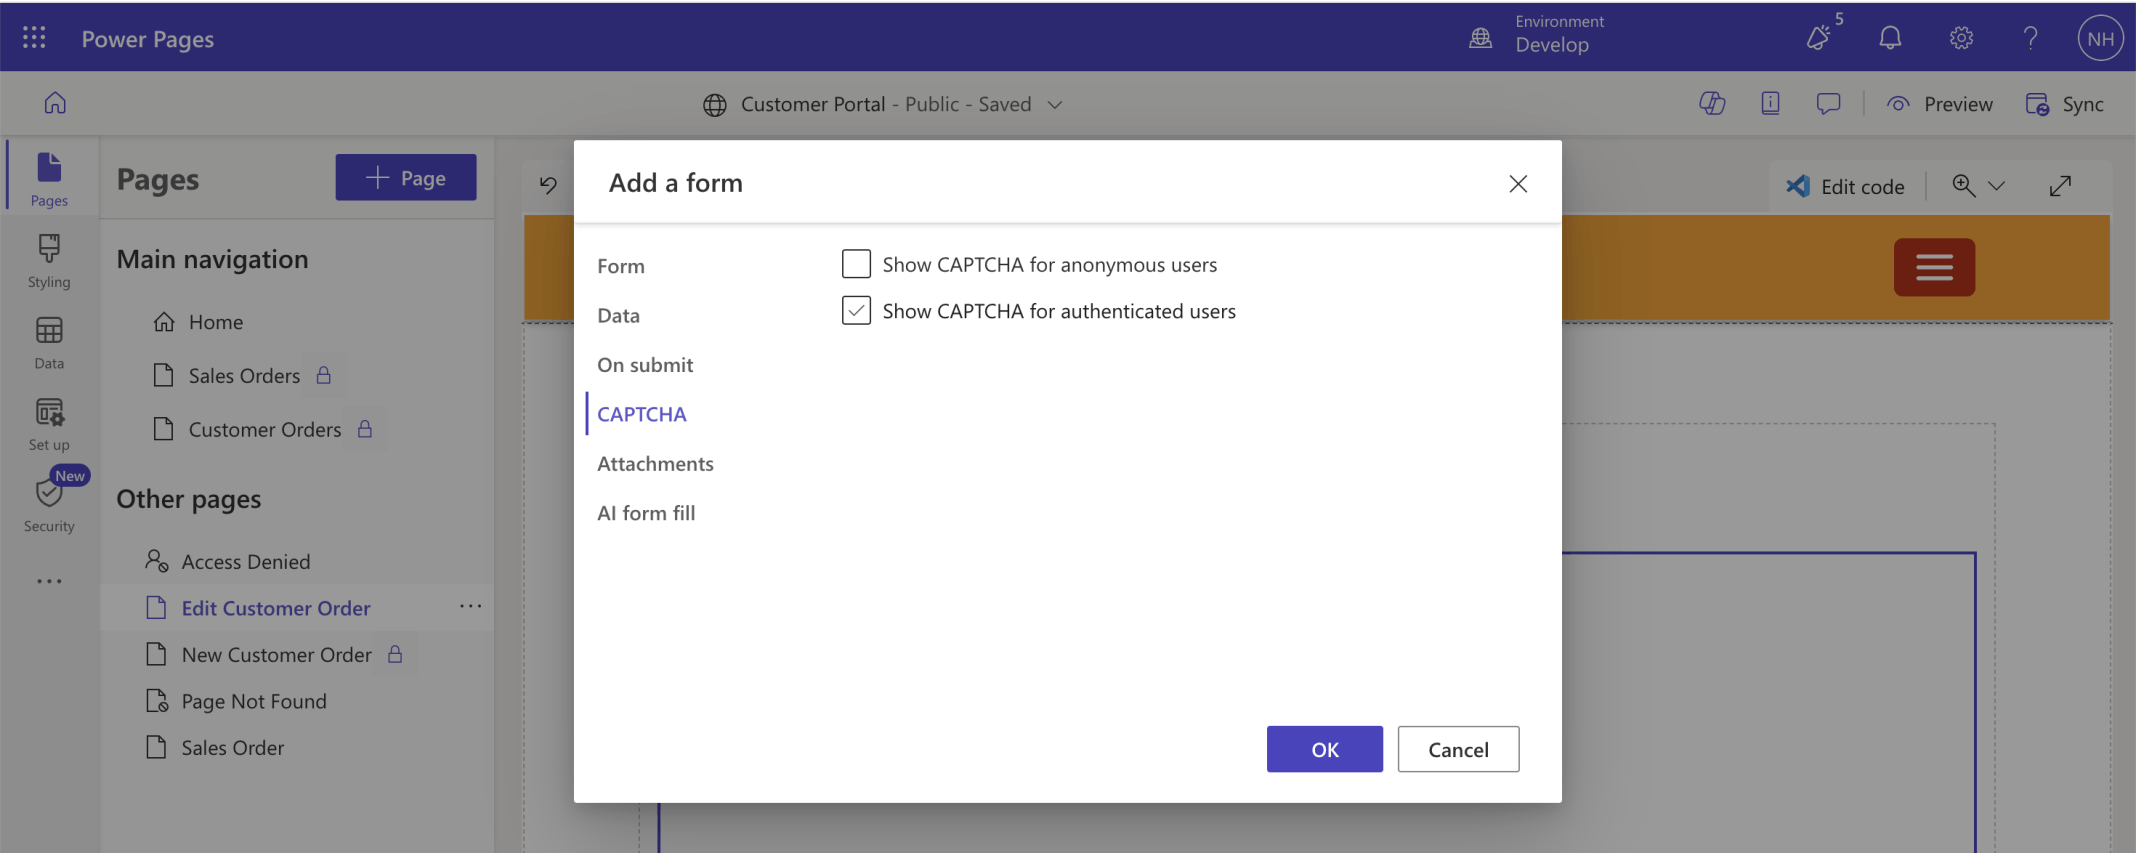 Power Pages
Environment
Develop
5
NH
Customer Portal - Public - Saved
Preview
Sync
Pages
Styling
Data
Set up
New
Security
Pages
Page
Main navigation
Home
Sales Orders
Customer Orders
Other pages
Access Denied
Edit Customer Order
New Customer Order
Page Not Found
Sales Order
Edit code
Add a form
Form
Data
On submit
CAPTCHA
Attachments
AI form fill
Show CAPTCHA for anonymous users
Show CAPTCHA for authenticated users
OK
Cancel